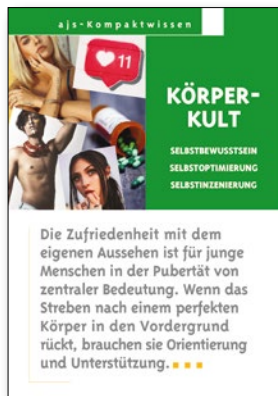 ajs-Kompaktwissen
11
KÖRPER-
KULT
SELBSTBEWUSSTSEIN
SELBSTOPTIMIERUNG
SELBSTINZENIERUNG
Die Zufriedenheit mit dem
eigenen Aussehen ist für junge
Menschen in der Pubertät von
zentraler Bedeutung. Wenn das
Streben nach einem perfekten
Körper in den Vordergrund
rückt, brauchen sie Orientierung
und Unterstützung.